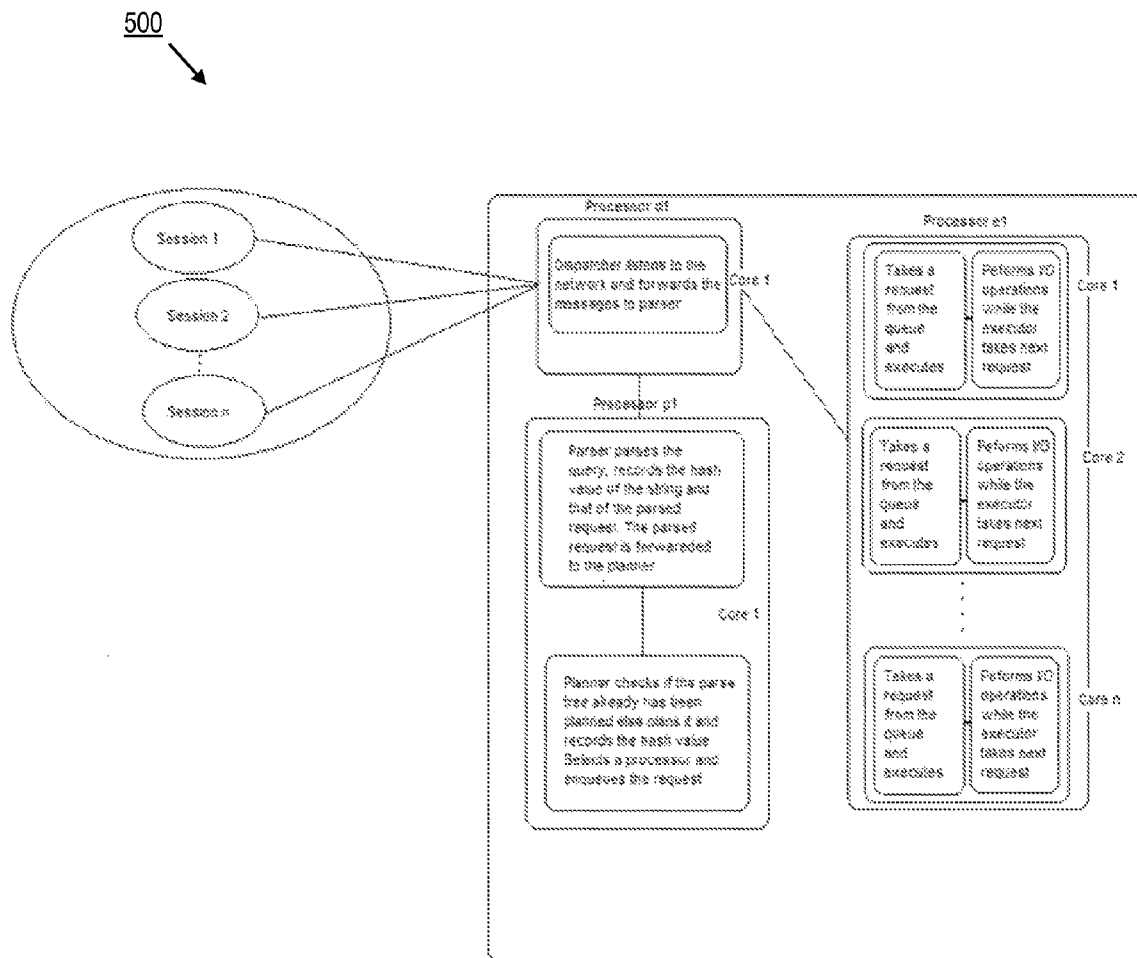 500
Session 1
Session 2
Session n
Processor d1
Dispatcher listens to the
network and forwards the
messages to parser
Core 1
Processor p1
Parser parses the
query, records the hash
value of the string and
that of the parsed
request. The parsed
request is forwareded
to the planner
Core 1
Planner checks if the parse
tree already has been
planned else plans it and
records the hash value
Selects a processor and
enqueues the request
Processor e1
Takes a
request
from the
queue
and
executes
Peforms I/O
operations
while the
executor
takes next
request
Core 1
Takes a
request
from the
queue
and
executes
Peforms I/O
operations
while the
executor
takes next
request
Core 2
Takes a
request
from the
queue
and
executes
Peforms I/O
operations
while the
executor
takes next
request
Core n